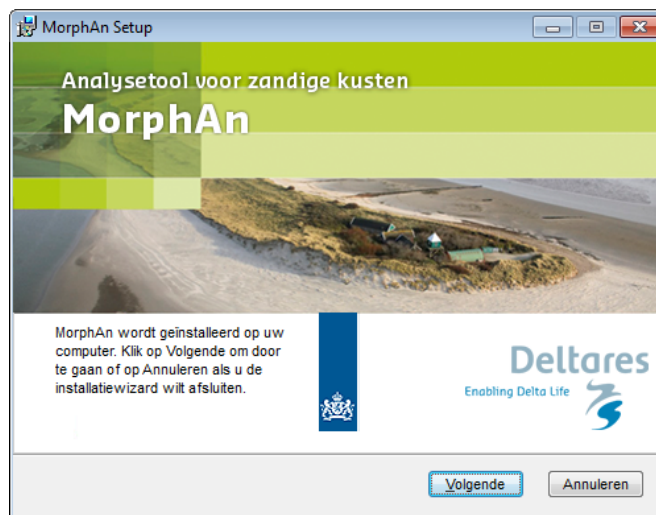 MorphAn Setup
Analysetool voor zandige kusten
MorphAn
MorphAn wordt geïnstalleerd op uw
computer. Klik op Volgende om door
te gaan of op Annuleren als u de
installatiewizard wilt afsluiten.
Deltares
Enabling Delta Life
Volgende
Annuleren